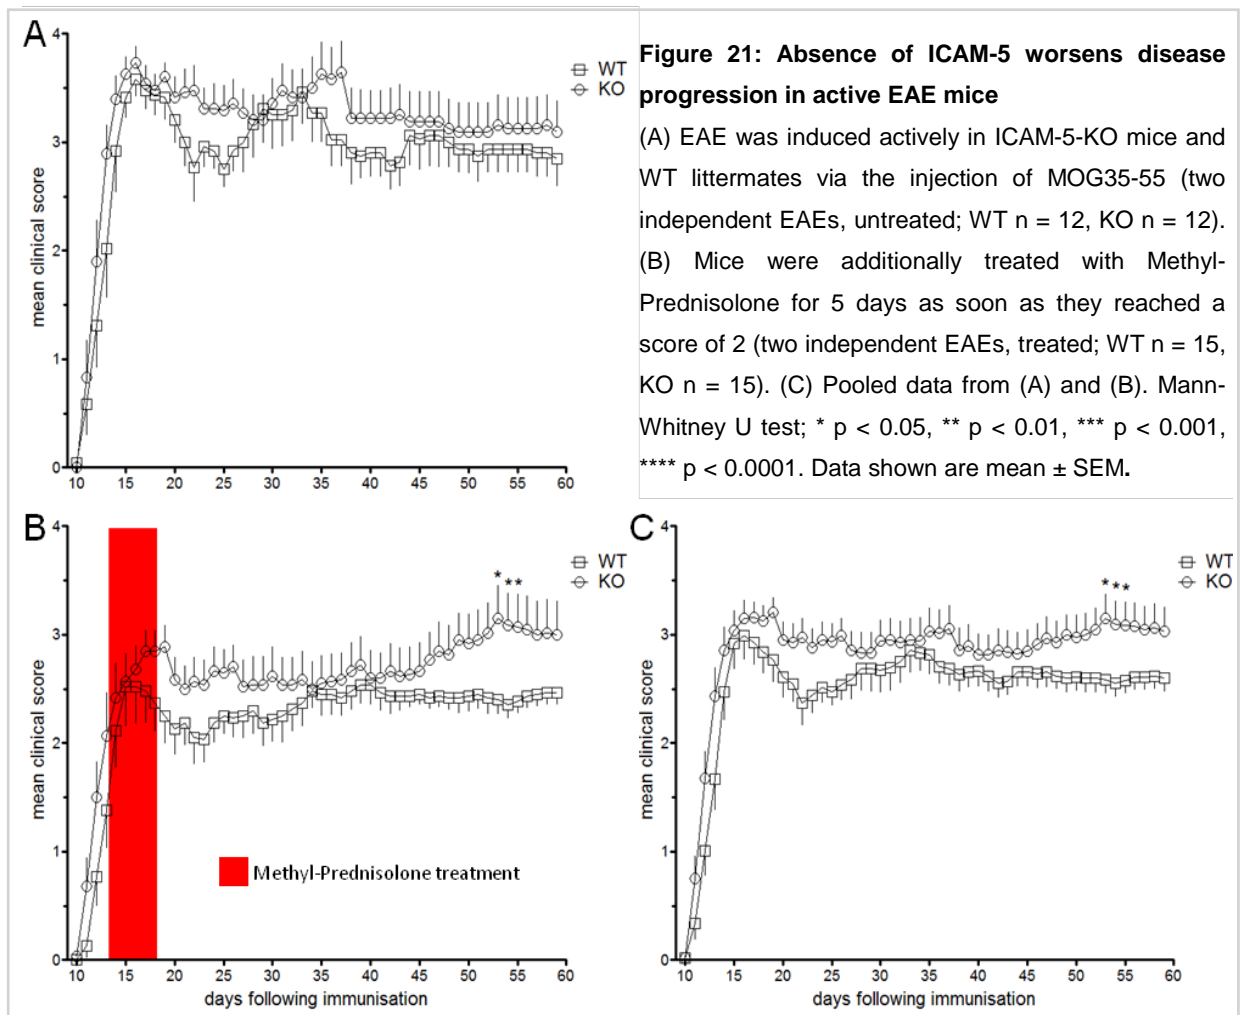 A
4
3
2
1
0
mean clinical score
10 15 20 25 30 35 40 45 50 55 60
WT
KO
Figure 21: Absence of ICAM-5 worsens disease
progression in active EAE mice
(A) EAE was induced actively in ICAM-5-KO mice and
WT littermates via the injection of MOG35-55 (two
independent EAEs, untreated; WT n = 12, KO n = 12).
(B) Mice were additionally treated with Methyl-
Prednisolone for 5 days as soon as they reached a
score of 2 (two independent EAEs, treated; WT n = 15,
KO n = 15). (C) Pooled data from (A) and (B). Mann-
Whitney U test; * p < 0.05, ** p < 0.01, *** p < 0.001,
**** p < 0.0001. Data shown are mean ± SEM.
B
4
3
2
1
0
mean clinical score
* **
WT
KO
Methyl-Prednisolone treatment
10 15 20 25 30 35 40 45 50 55 60
days following immunisation
C
4
3
2
1
0
mean clinical score
* **
WT
KO
10 15 20 25 30 35 40 45 50 55 60
days following immunisation